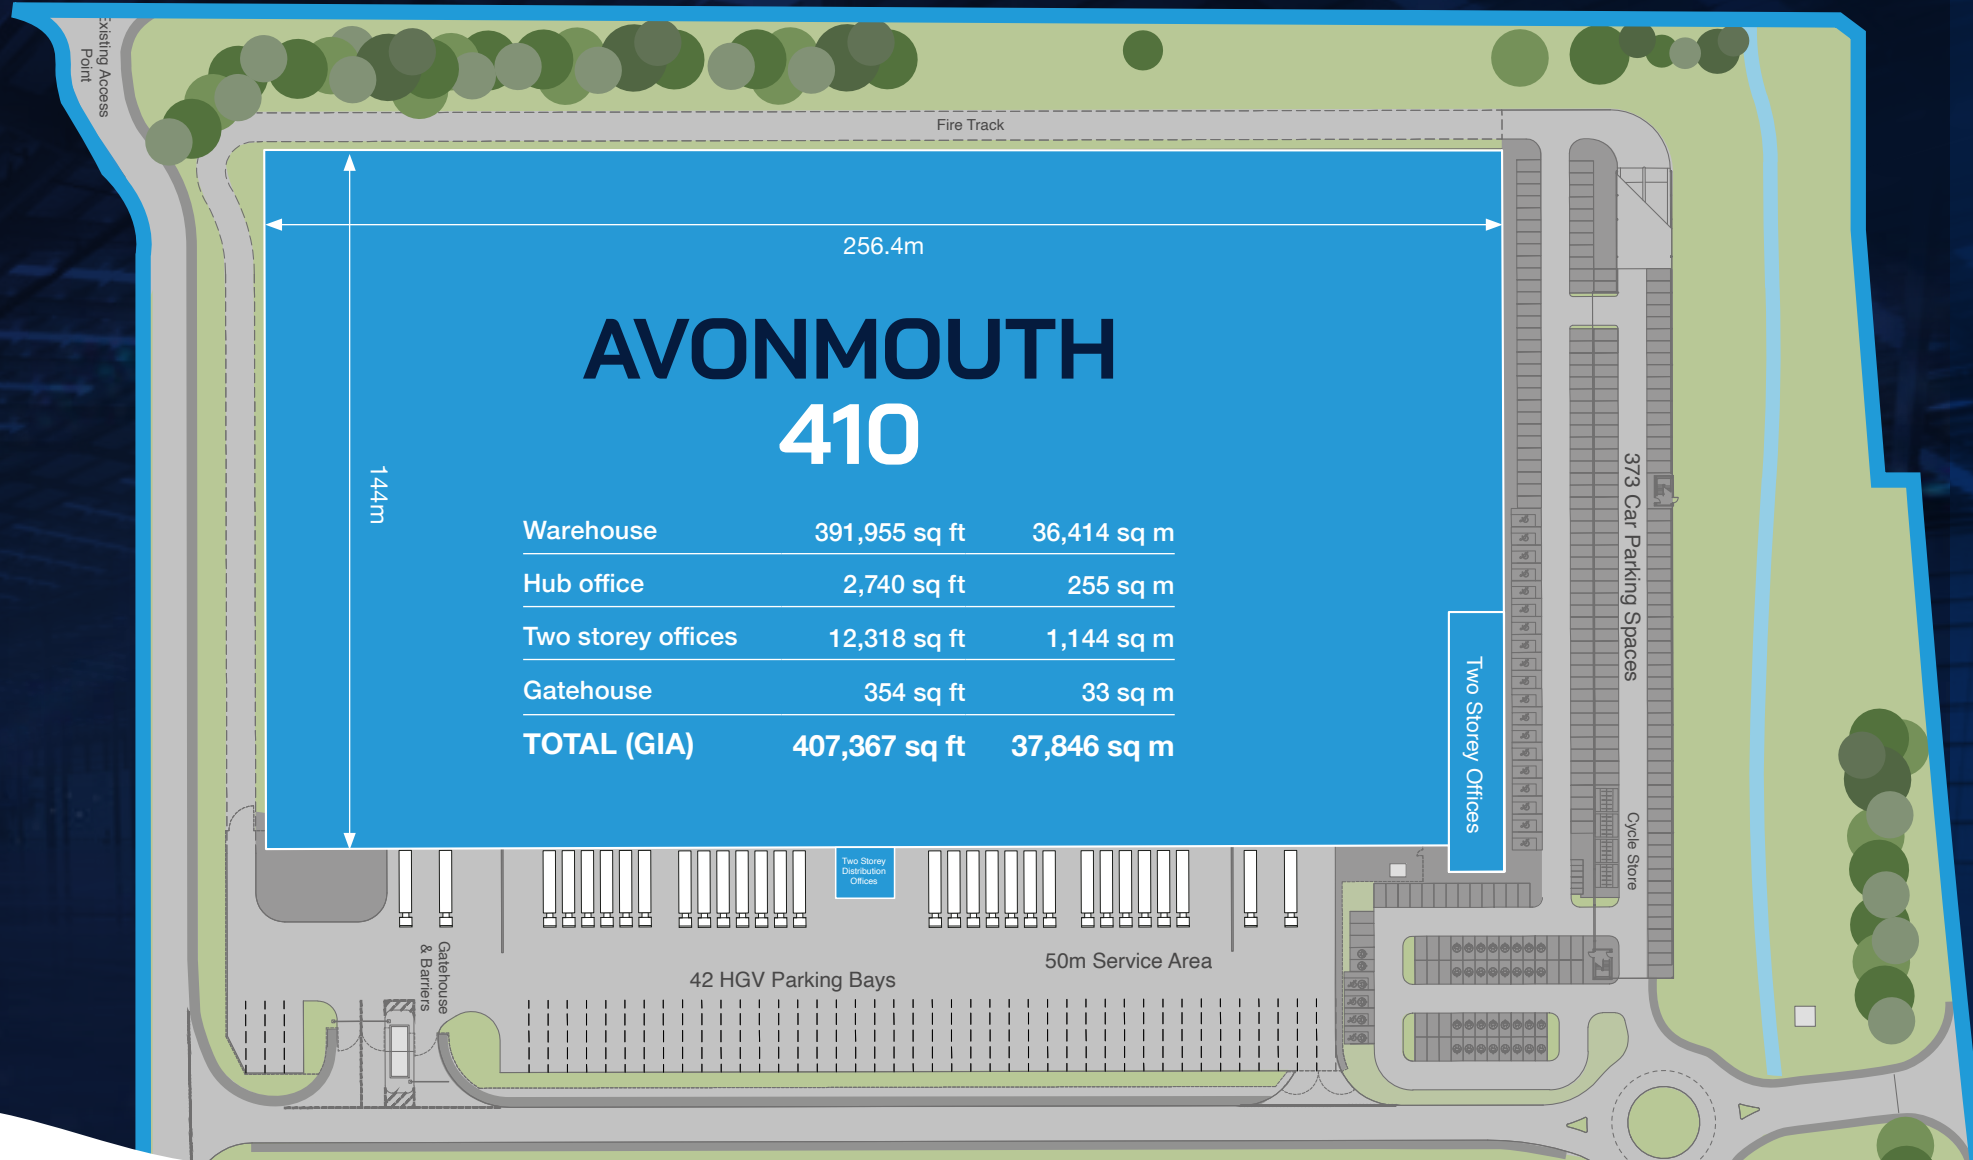 Existing Access
Point
Fire Track
256.4m
144m
AVONMOUTH
410
Warehouse 391,955 sq ft 36,414 sq m
Hub office 2,740 sq ft 255 sq m
Two storey offices 12,318 sq ft 1,144 sq m
Gatehouse 354 sq ft 33 sq m
TOTAL (GIA) 407,367 sq ft 37,846 sq m
373 Car Parking Spaces
Two Storey Offices
Cycle Store
Two Storey
Distribution
Offices
Gatehouse
& Barriers
42 HGV Parking Bays
50m Service Area